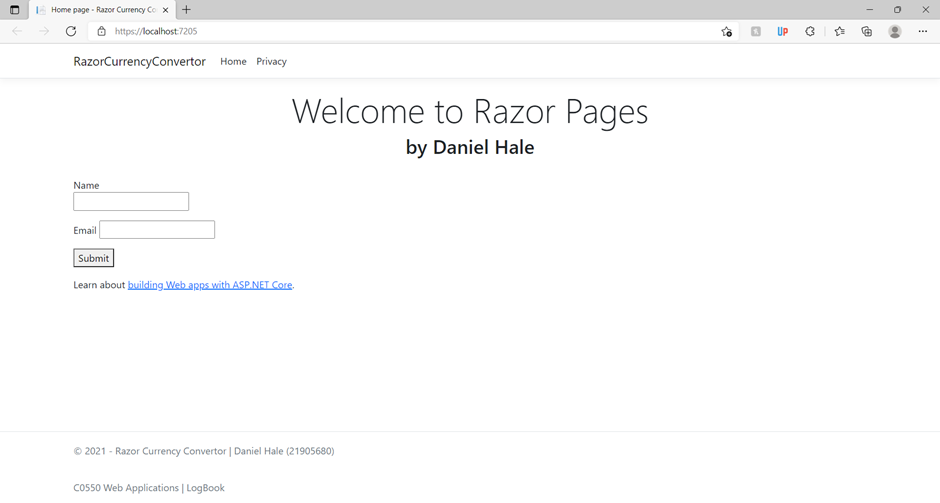 Home page - Razor Currency Co
https://localhost:7205
UP
RazorCurrencyConvertor Home Privacy
Welcome to Razor Pages
by Daniel Hale
Name
Email
Submit
Learn about building Web apps with ASP.NET Core.
© 2021 - Razor Currency Convertor | Daniel Hale (21905680)
C0550 Web Applications | LogBook